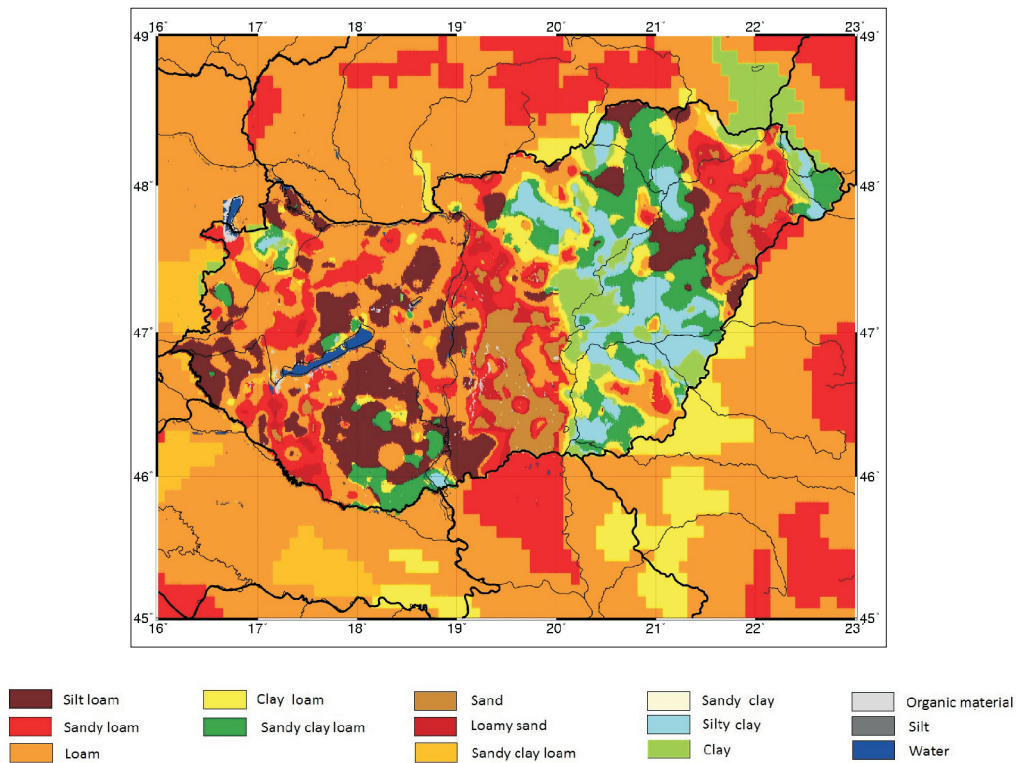 16° 17° 18° 19° 20° 21° 22° 23°
49° 49°
48° 48°
47° 47°
46° 46°
45° 45°
16° 17° 18° 19° 20° 21° 22° 23°
Silt loam Clay loam Sand Sandy clay Organic material
Sandy loam Sandy clay loam Loamy sand Silty clay Silt
Loam Sandy clay loam Clay Water